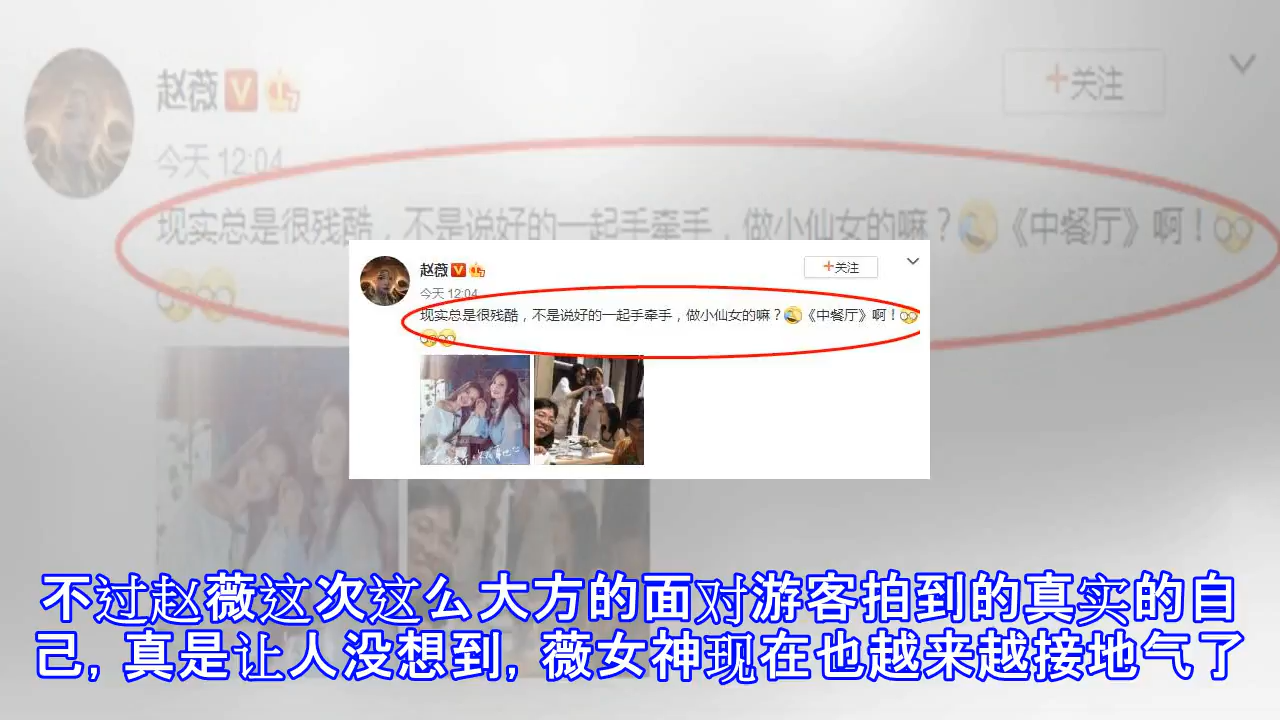 赵薇
+关注
今天 12:04
现实总是很残酷，不是说好的一起手牵手，做小仙女的嘛？《中餐厅》啊！
赵薇
+关注
今天 12:04
现实总是很残酷，不是说好的一起手牵手，做小仙女的嘛？《中餐厅》啊！
不过赵薇这次这么大方的面对游客拍到的真实的自
己, 真是让人没想到, 薇女神现在也越来越接地气了